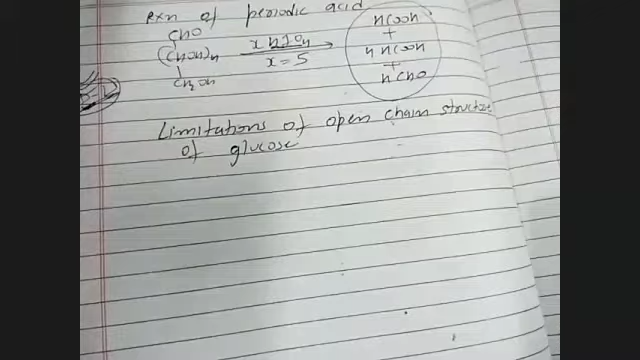 rxn of periodic acid
CHO
(CHOH)4
CH2OH
x HIO4
x = 5
HCOOH
+
4 HCOOH
+
HCHO
Limitations of open chain structure
of glucose